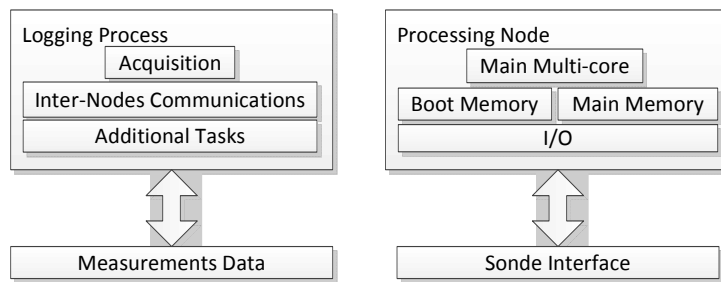 Logging Process
Acquisition
Inter-Nodes Communications
Additional Tasks
Measurements Data
Processing Node
Main Multi-core
Boot Memory
Main Memory
I/O
Sonde Interface